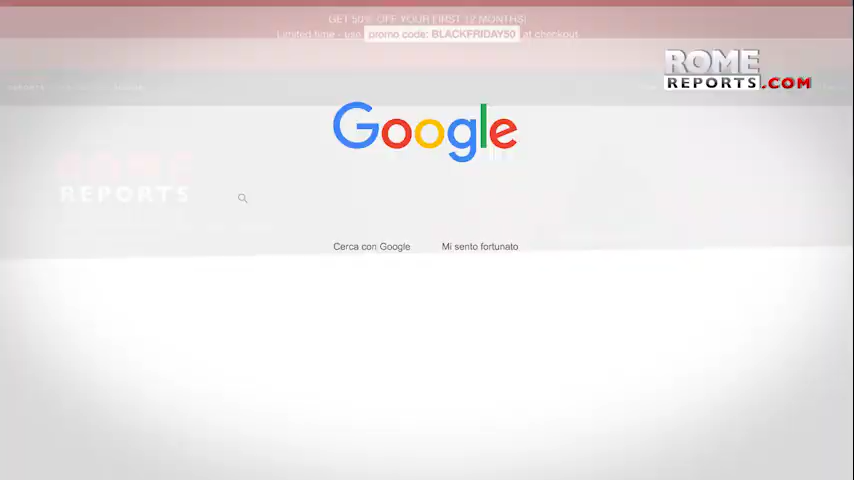 GET 50% OFF YOUR FIRST 12 MONTHS!
Limited time - use promo code: BLACKFRIDAY50 at checkout
ROME
REPORTS.COM
Google
ROME
REPORTS
Cerca con Google
Mi sento fortunato